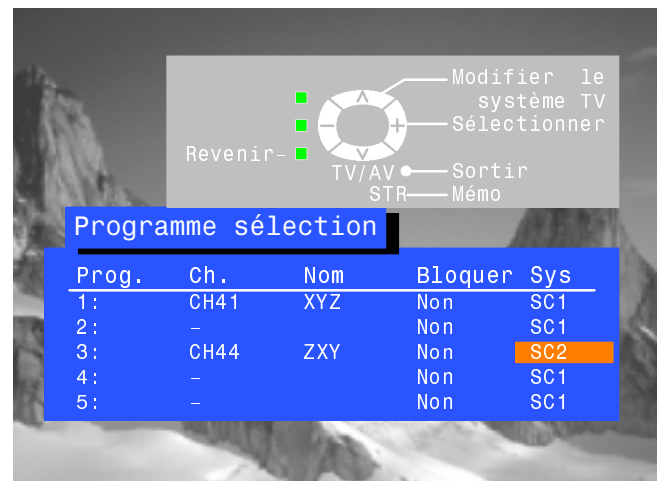 Modifier le
système TV
Sélectionner
Revenir–
TV/AV Sortir
STR Mémo
Programme sélection
Prog. Ch. Nom Bloquer Sys
1: CH41 XYZ Non SC1
2: – Non SC1
3: CH44 ZXY Non SC2
4: – Non SC1
5: – Non SC1